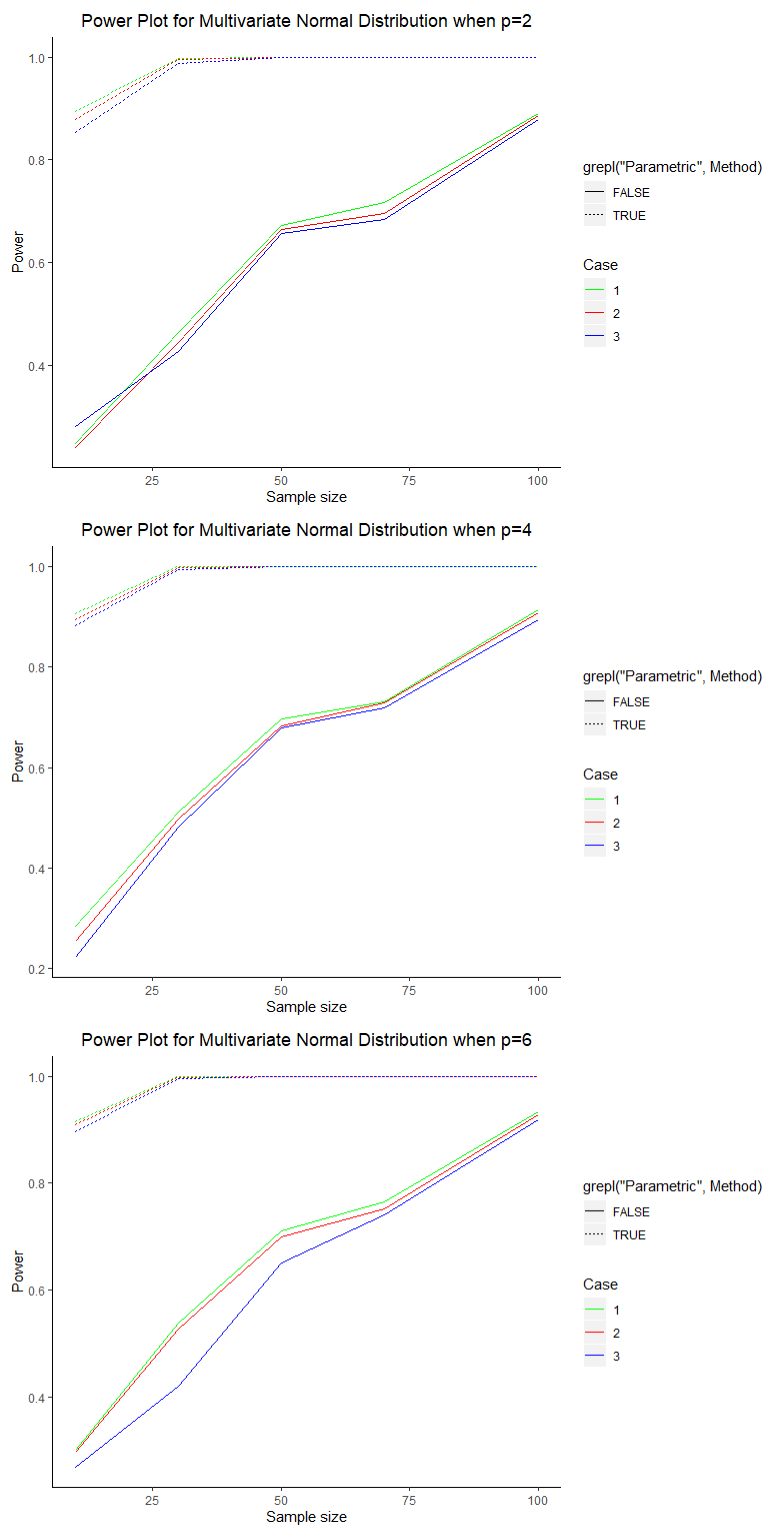 Power Plot for Multivariate Normal Distribution when p=2
1.0
0.8
0.6
0.4
Power
25
50
75
100
Sample size
grepl("Parametric", Method)
FALSE
TRUE
Case
1
2
3
Power Plot for Multivariate Normal Distribution when p=4
1.0
0.8
0.6
0.4
0.2
Power
25
50
75
100
Sample size
grepl("Parametric", Method)
FALSE
TRUE
Case
1
2
3
Power Plot for Multivariate Normal Distribution when p=6
1.0
0.8
0.6
0.4
Power
25
50
75
100
Sample size
grepl("Parametric", Method)
FALSE
TRUE
Case
1
2
3